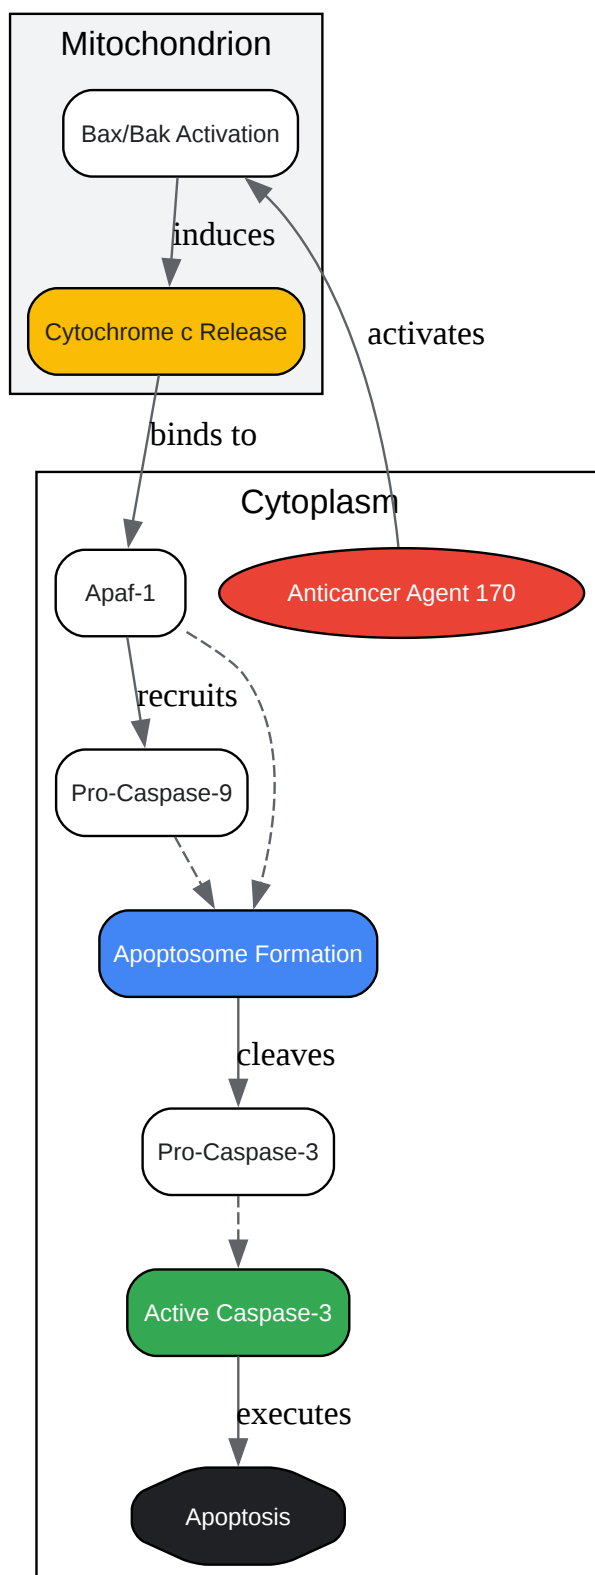 Mitochondrion
Bax/Bak Activation
induces
Cytochrome c Release
activates
binds to
Cytoplasm
Apaf-1
Anticancer Agent 170
recruits
Pro-Caspase-9
Apoptosome Formation
cleaves
Pro-Caspase-3
Active Caspase-3
executes
Apoptosis